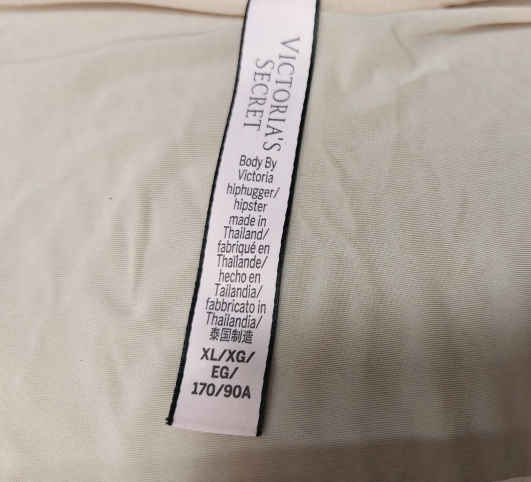 VICTORIA'S
SECRET
Body By
Victoria
hiphugger/
hipster
made in
Thailand/
fabriqué en
Thaïlande/
hecho en
Tailandia/
fabbricato in
Thailandia/
泰国制造
XL/XG/
EG/
170/90A